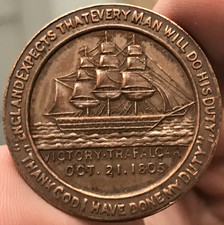 "ENGLAND EXPECTS THAT EVERY MAN WILL DO HIS DUTY"
VICTORY·TRAFALGAR
OCT. 21. 1805
"THANK GOD I HAVE DONE MY DUTY"